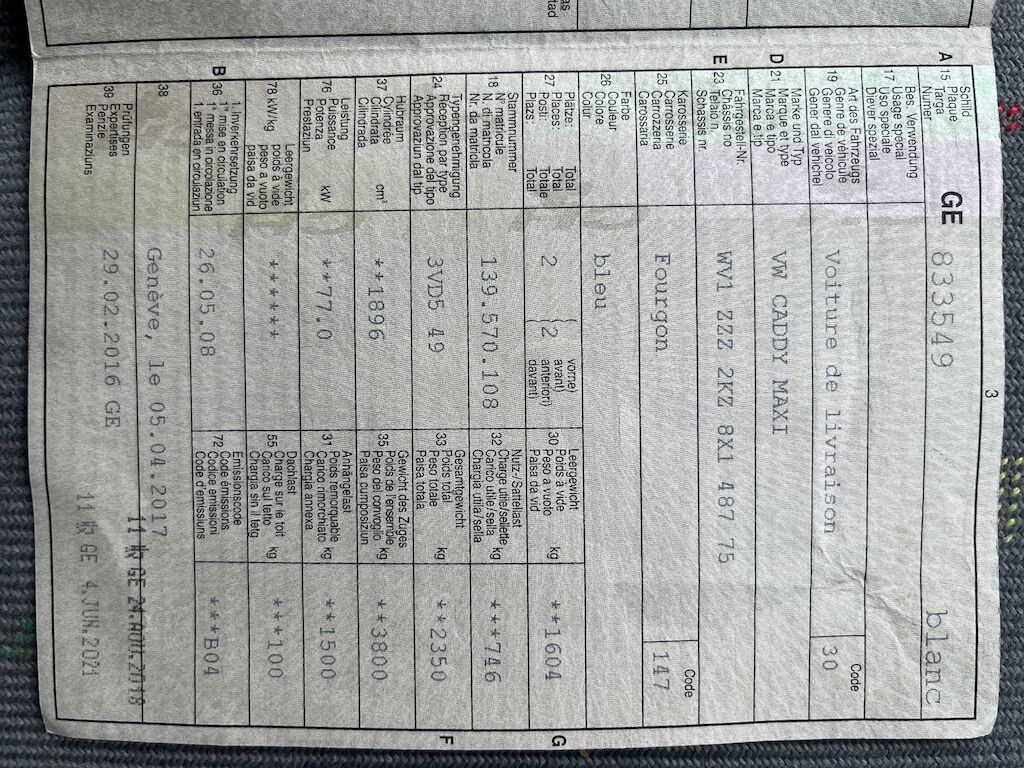 as
tad
3
A 15 Schild
Plaque
Targa
Numer
GE 833549 blanc
17 Bes. Verwendung
Usage spécial
Uso speciale
Diever spezial
19 Art des Fahrzeugs
Genre de véhicule
Genere di veicolo
Gener dal vehichel
Voiture de livraison
Code
30
D 21 Marke und Typ
Marque et type
Marca e tipo
Marca e tip
VW CADDY MAXI
E 23 Fahrgestell-Nr.
Châssis no
Telaio n.
Schassis nr.
WV1 ZZZ 2KZ 8X1 487 75
25 Karosserie
Carrosserie
Carrozzeria
Carrossaria
Fourgon
Code
147
26 Farbe
Couleur
Colore
Colur
bleu
27 Plätze: Total
Places: Total
Posti: Totale
Plazs: Total
2 { 2
vorne)
avant)
anteriori)
davant)
G
30 Leergewicht
Poids à vide
Peso a vuoto
Paisa da vid
kg
**1604
18 Stammnummer
N° matricule
N. di matricola
Nr. da matricla
139.570.108
32 Nutz-/Sattellast
Charge utile/sellette
Carico utile/sella
Chargia utila/sella
kg
***746
24 Typengenehmigung
Réception par type
Approvazione del tipo
Approvaziun dal tip
3VD5 49
33 Gesamtgewicht
Poids total
Peso totale
Paisa totala
kg
**2350
F
37 Hubraum
Cylindrée
Cilindrata
Cilindrada
cm³
**1896
35 Gewicht des Zuges
Poids de l'ensemble
Peso del convoglio
Paisa cumposiziun
kg
**3800
76 Leistung
Puissance
Potenza
Prestaziun
kW
**77.0
31 Anhängelast
Poids remorquable
Carico rimorchiato
Chargia annexa
kg
**1500
78 kW/kg
Leergewicht
poids à vide
peso a vuoto
paisa da vid
******
55 Dachlast
Charge sur le toit
Carico sul tetto
Chargia sin il tetg
kg
***100
B 36 1. Inverkehrsetzung
1re mise en circulation
1a messa in circolazione
1. entrada en circulaziun
26.05.08
72 Emissionscode
Code émissions
Codice emissioni
Code d'emissiuns
***B04
38
Genève, le 05.04.2017
39 Prüfungen
Expertises
Perizie
Examinaziuns
29.02.2016 GE
GE 24.AOU.2018
GE 4.JUN.2021